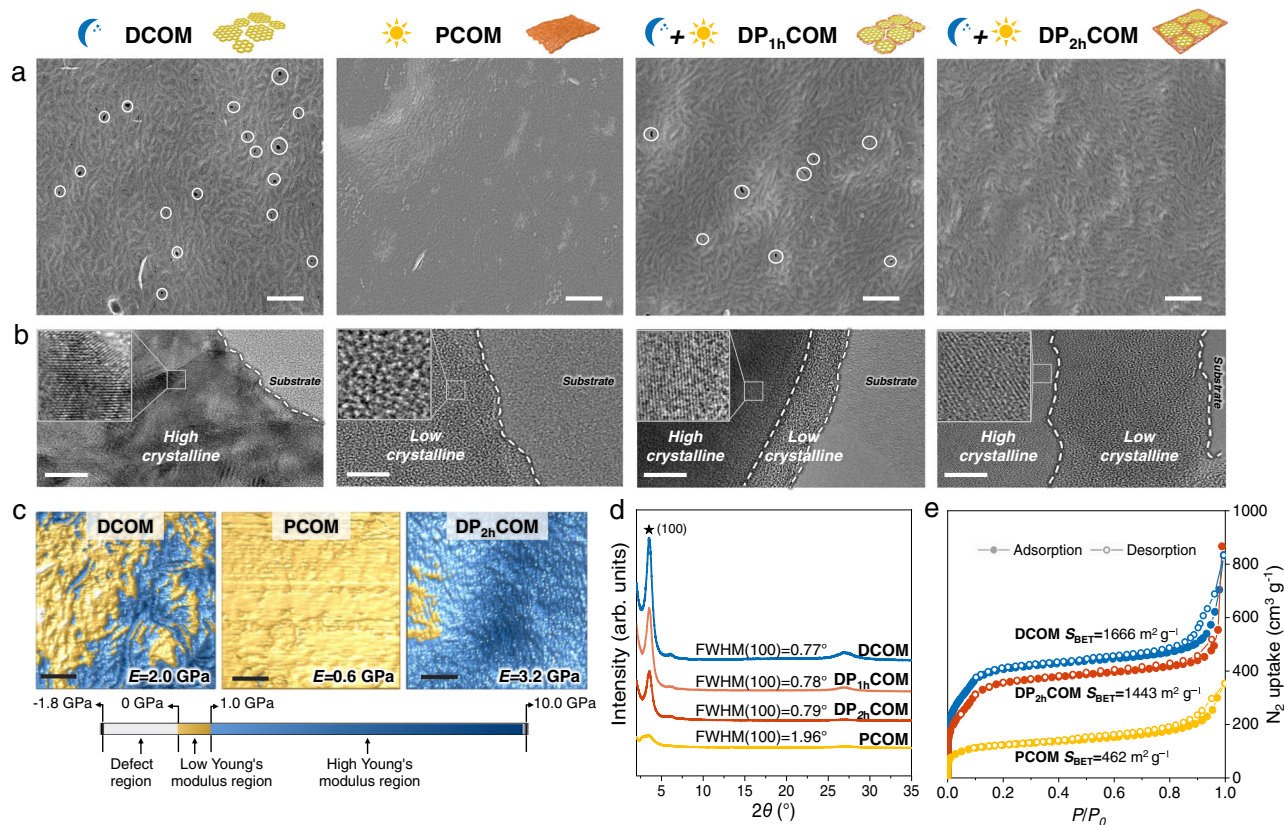 DCOM
PCOM
+
DP1hCOM
+
DP2hCOM
a
b
Substrate
High
crystalline
Substrate
Low
crystalline
Substrate
High
crystalline
Low
crystalline
Substrate
High
crystalline
Low
crystalline
c
DCOM
E=2.0 GPa
PCOM
E=0.6 GPa
DP2hCOM
E=3.2 GPa
-1.8 GPa
0 GPa
1.0 GPa
10.0 GPa
Defect
region
Low Young's
modulus region
High Young's
modulus region
d
★ (100)
Intensity (arb. units)
FWHM(100)=0.77°
DCOM
FWHM(100)=0.78°
DP1hCOM
FWHM(100)=0.79°
DP2hCOM
FWHM(100)=1.96°
PCOM
5 10 15 20 25 30 35
2θ (°)
e
Adsorption
Desorption
DCOM SBET=1666 m² g⁻¹
DP2hCOM SBET=1443 m² g⁻¹
PCOM SBET=462 m² g⁻¹
1000
800
600
400
200
0
N2 uptake (cm³ g⁻¹)
0.0 0.2 0.4 0.6 0.8 1.0
P/P0